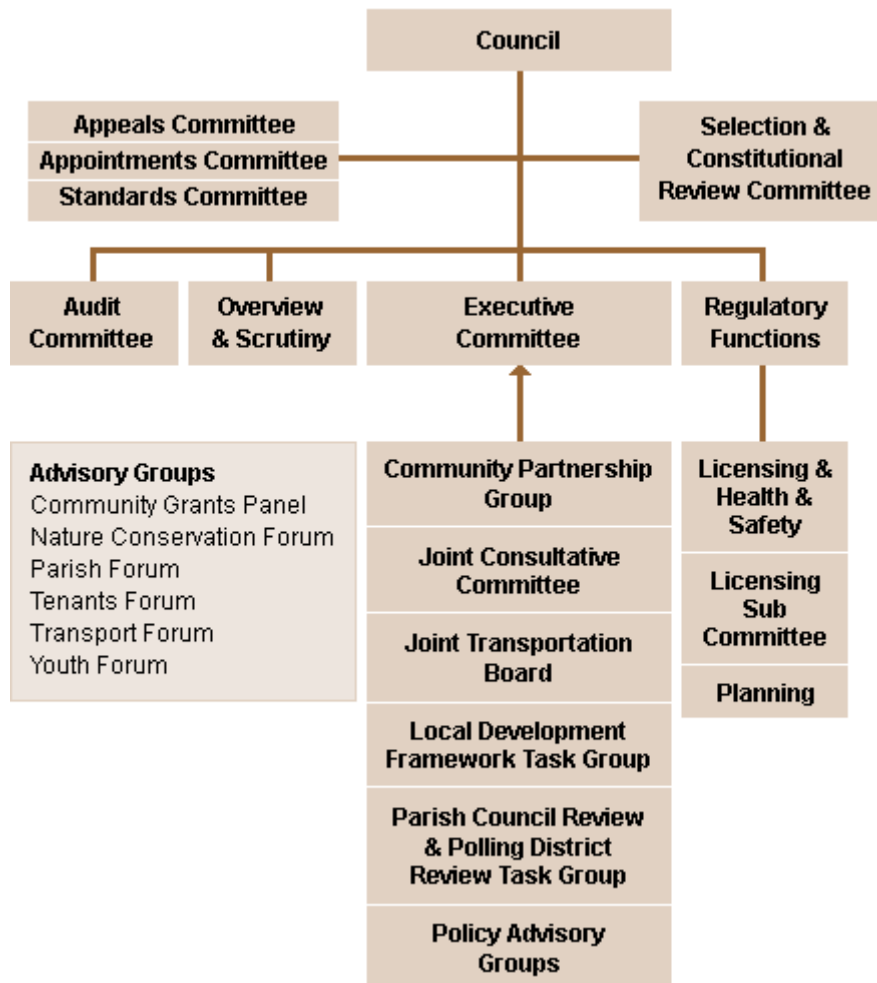 Council
Appeals Committee
Appointments Committee
Standards Committee
Selection &
Constitutional
Review Committee
Audit
Committee
Overview
& Scrutiny
Executive
Committee
Regulatory
Functions
Advisory Groups
Community Grants Panel
Nature Conservation Forum
Parish Forum
Tenants Forum
Transport Forum
Youth Forum
Community Partnership
Group
Joint Consultative
Committee
Joint Transportation
Board
Local Development
Framework Task Group
Parish Council Review
& Polling District
Review Task Group
Policy Advisory
Groups
Licensing &
Health &
Safety
Licensing
Sub
Committee
Planning